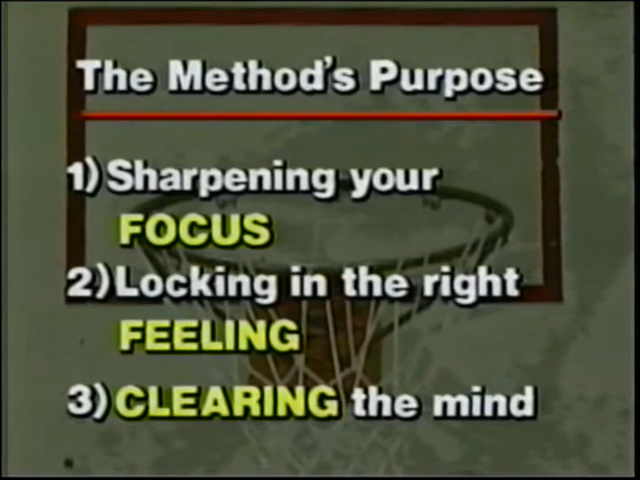 The Method's Purpose
1) Sharpening your
FOCUS
2) Locking in the right
FEELING
3) CLEARING the mind